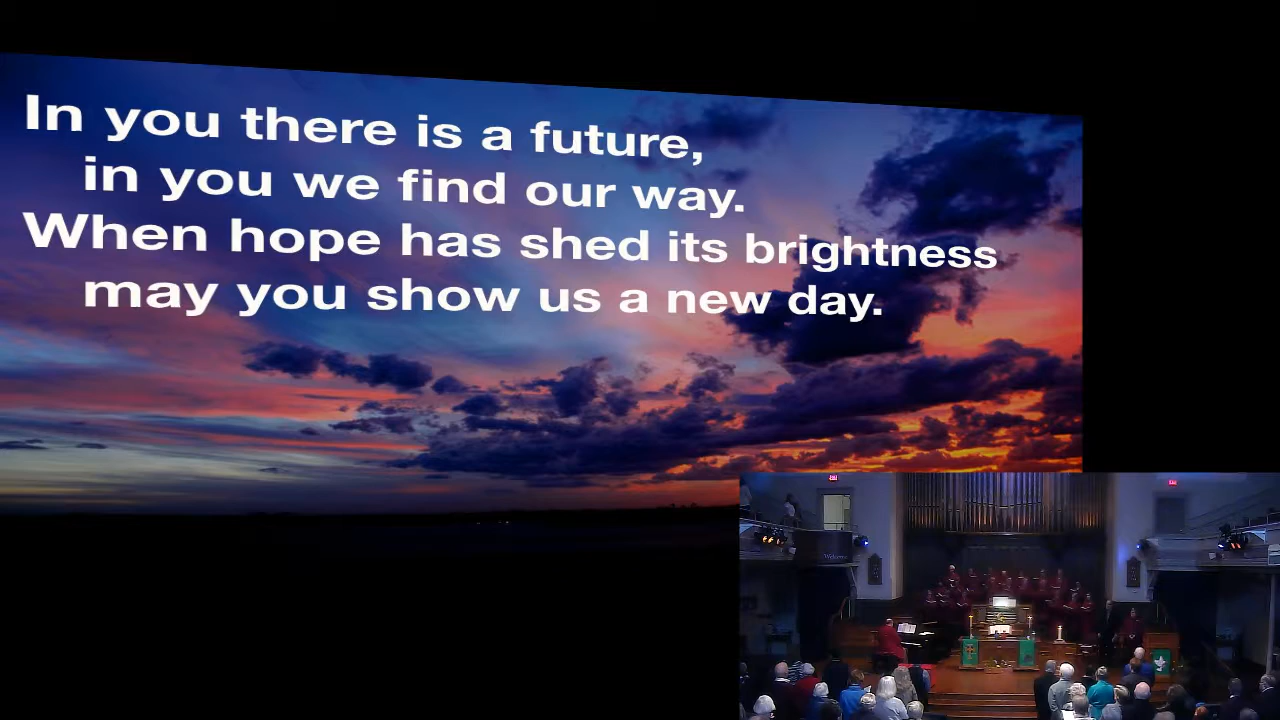 In you there is a future,
in you we find our way.
When hope has shed its brightness
may you show us a new day.
Welcome